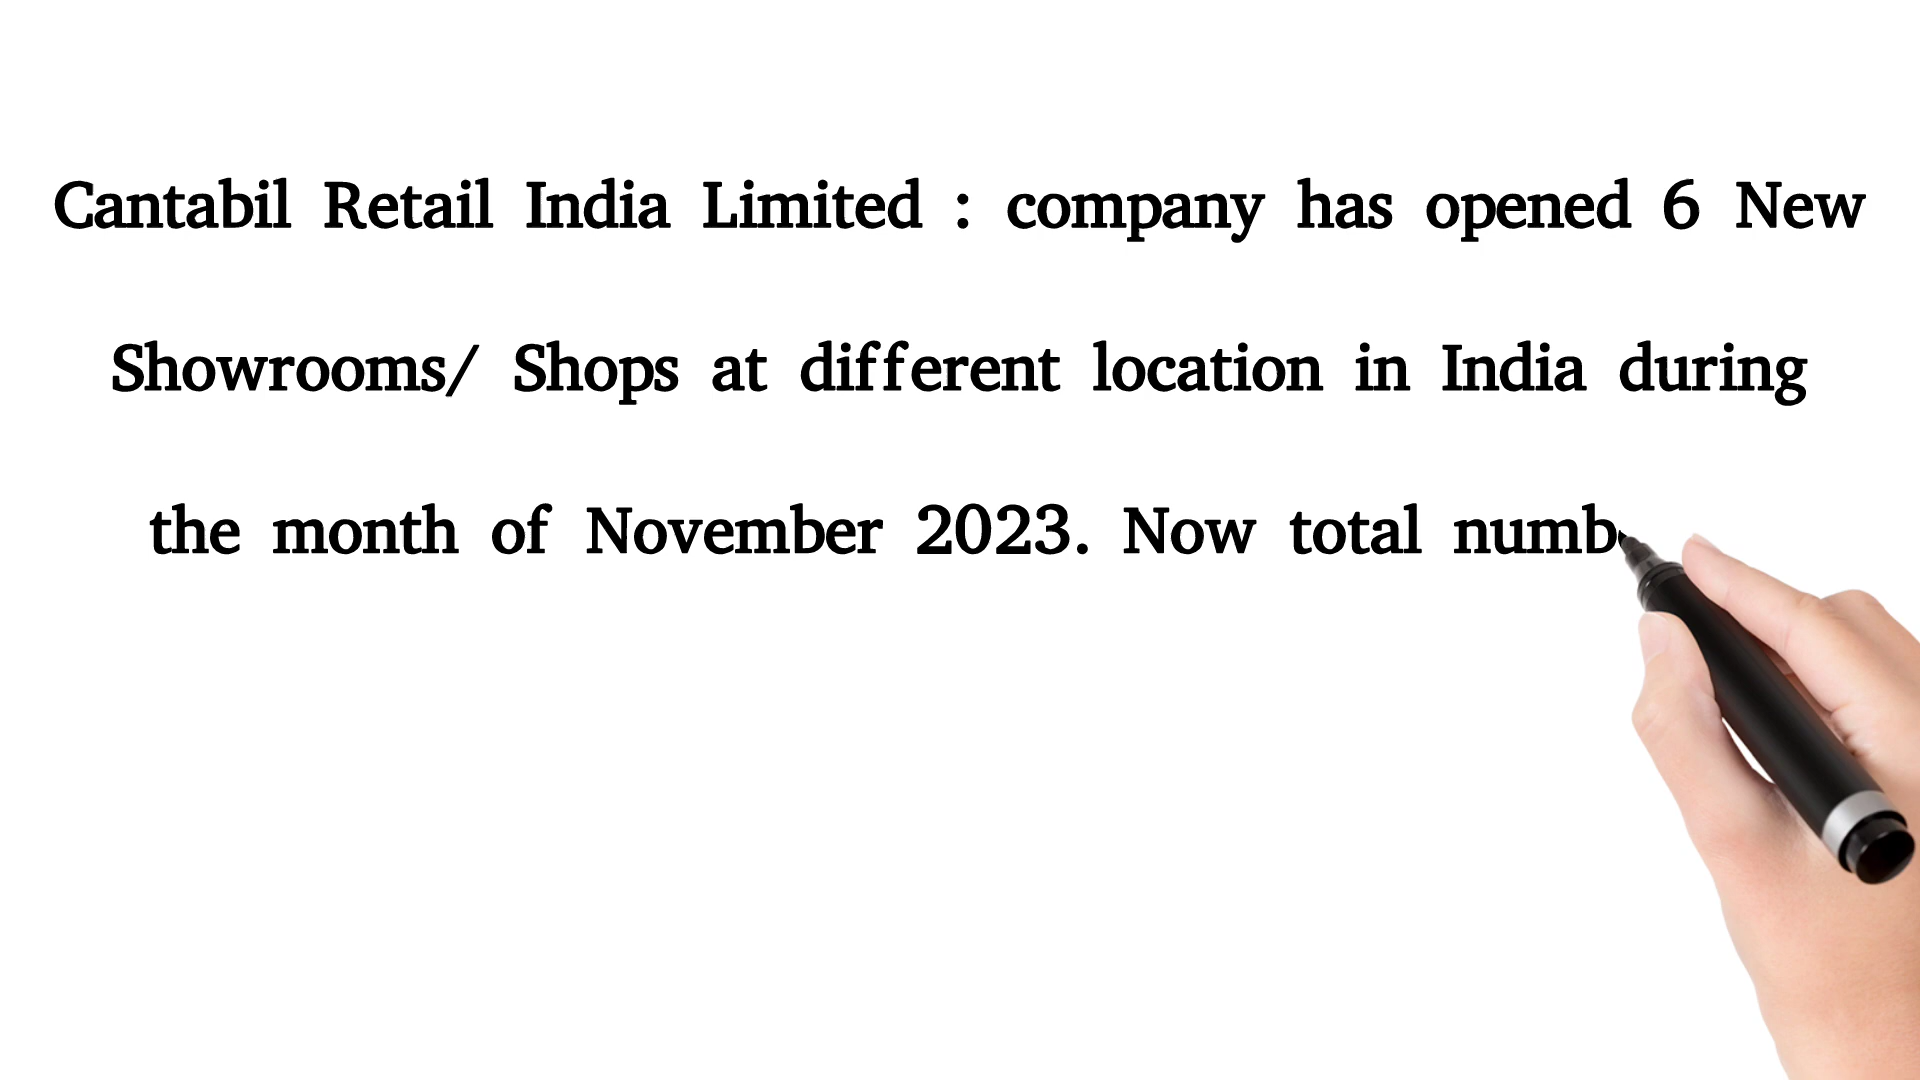 Cantabil Retail India Limited : company has opened 6 New
Showrooms/ Shops at different location in India during
the month of November 2023. Now total numb